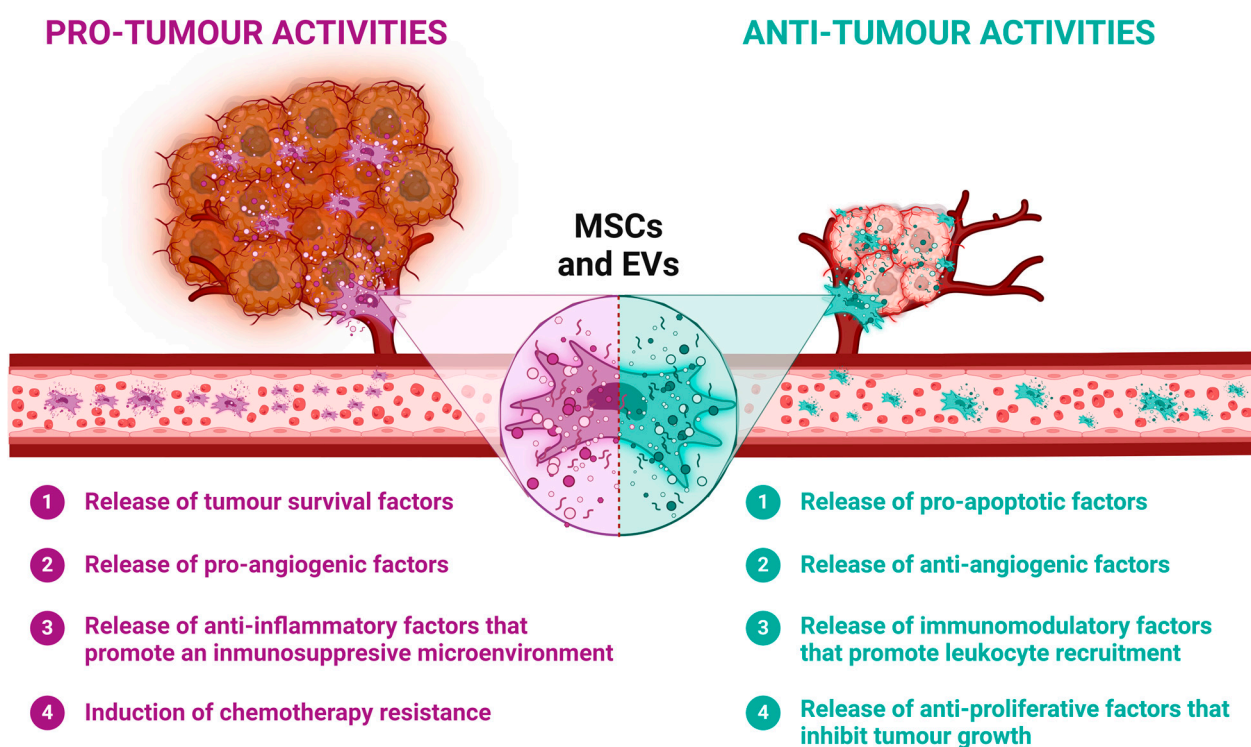 PRO-TUMOUR ACTIVITIES
ANTI-TUMOUR ACTIVITIES
MSCs
and EVs
1 Release of tumour survival factors
2 Release of pro-angiogenic factors
3 Release of anti-inflammatory factors that
promote an inmunosuppresive microenvironment
4 Induction of chemotherapy resistance
1 Release of pro-apoptotic factors
2 Release of anti-angiogenic factors
3 Release of immunomodulatory factors
that promote leukocyte recruitment
4 Release of anti-proliferative factors that
inhibit tumour growth